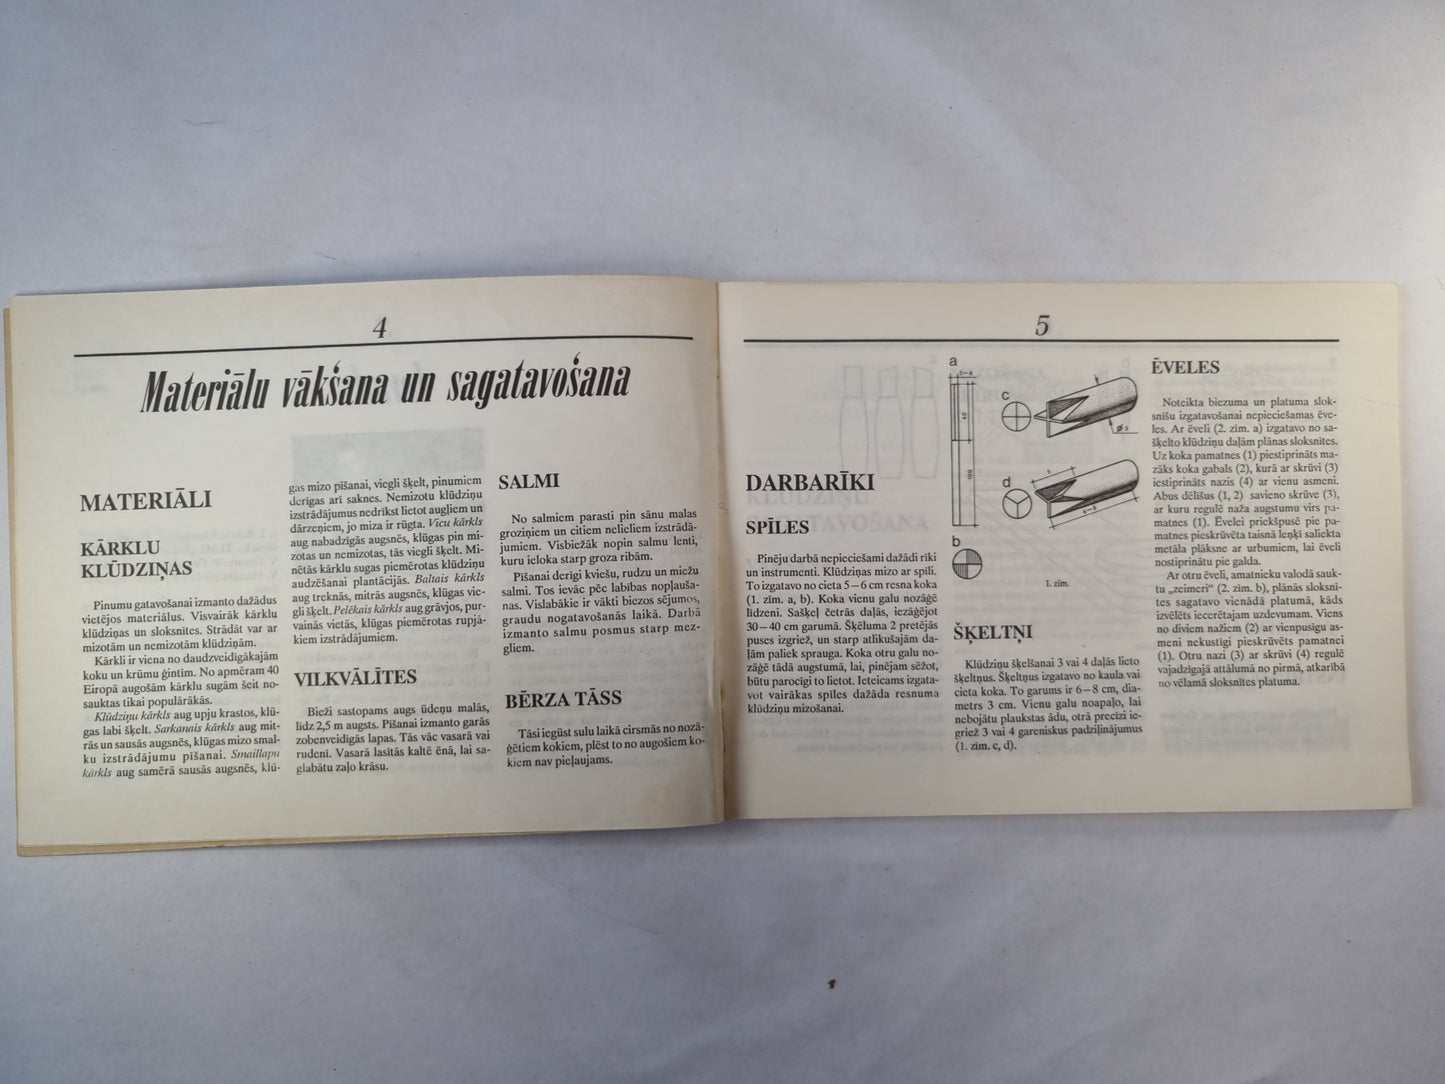 4
Materiālu vākšana un sagatavošana
MATERIĀLI
KĀRKLU
KLŪDZIŅAS
Pinumu gatavošanai izmanto dažādus
vietējos materiālus. Visvairāk kārklu
klūdziņas un sloksnītes. Strādāt var ar
mizotām un nemizotām klūdziņām.
Kārkli ir viena no daudzveidīgākajām
koku un krūmu ģintīm. No apmēram 40
Eiropā augošām kārklu sugām šeit no-
sauktas tikai populārākās.
Klūdziņu kārkls aug upju krastos, klū-
gas labi šķelt. Sarkanais kārkls aug mit-
rās un sausās augsnēs, klūgas mizo smal-
ku izstrādājumu pīšanai. Smaillapu
kārkls aug samērā sausās augsnēs, klū-
gas mizo pīšanai, viegli šķelt, pinumiem
derīgas arī saknes. Nemizotu klūdziņu
izstrādājumus nedrīkst lietot augļiem un
dārzeņiem, jo miza ir rūgta. Vicu kārkls
aug nabadzīgās augsnēs, klūgas pin mi-
zotas un nemizotas, tās viegli šķelt. Mi-
nētās kārklu sugas piemērotas klūdziņu
audzēšanai plantācijās. Baltais kārkls
aug treknās, mitrās augsnēs, klūgas vie-
gli šķelt. Pelēkais kārkls aug grāvjos, pur-
vainās vietās, klūgas piemērotas rupjā-
kiem izstrādājumiem.
VILKVĀLĪTES
Bieži sastopams augs ūdeņu malās,
līdz 2,5 m augsts. Pīšanai izmanto garās
zobenveidīgās lapas. Tās vāc vasarā vai
rudenī. Vasarā lasītās kaltē ēnā, lai sa-
glabātu zaļo krāsu.
SALMI
No salmiem parasti pin sānu malas
groziņiem un citiem nelieliem izstrādā-
jumiem. Visbiežāk nopin salmu lenti,
kuru ieloka starp groza ribām.
Pīšanai derīgi kviešu, rudzu un miežu
salmi. Tos ievāc pēc labības nopļauša-
nas. Vislabākie ir vākti biezos sējumos,
graudu nogatavošanās laikā. Darbā
izmanto salmu posmus starp mez-
gliem.
BĒRZA TĀSS
Tāsi iegūst sulu laikā cirsmās no nozā-
ģētiem kokiem, plēst to no augošiem ko-
kiem nav pieļaujams.
5
DARBARĪKI
SPĪLES
Pinēju darbā nepieciešami dažādi rīki
un instrumenti. Klūdziņas mizo ar spīli.
To izgatavo no cieta 5—6 cm resna koka
(1. zīm. a, b). Koka vienu galu nozāģē
līdzeni. Sašķeļ četrās daļās, iezāģējot
30—40 cm garumā. Šķēluma 2 pretējās
puses izgriež, un starp atlikušajām da-
ļām paliek sprauga. Koka otru galu no-
zāģē tādā augstumā, lai, pinējam sēžot,
būtu parocīgi to lietot. Ieteicams izgata-
vot vairākas spīles dažāda resnuma
klūdziņu mizošanai.
a
5—6
40
100
b
c
ø 3
d
5
6—8
1. zīm.
ŠĶELTŅI
Klūdziņu šķelšanai 3 vai 4 daļās lieto
šķeltņus. Šķeltņus izgatavo no kaula vai
cieta koka. To garums ir 6—8 cm, dia-
metrs 3 cm. Vienu galu noapaļo, lai
nebojātu plaukstas ādu, otrā precīzi ie-
griež 3 vai 4 gareniskus padziļinājumus
(1. zīm. c, d).
ĒVELES
Noteikta biezuma un platuma slok-
snīšu izgatavošanai nepieciešamas ēve-
les. Ar ēveli (2. zīm. a) izgatavo no sa-
šķelto klūdziņu daļām plānas sloksnītes.
Uz koka pamatnes (1) piestiprināts ma-
zāks koka gabals (2), kurā ar skrūvi (3)
iestiprināts nazis (4) ar vienu asmeni.
Abus dēlīšus (1, 2) savieno skrūve (3),
ar kuru regulē naža augstumu virs pa-
matnes (1). Ēvelei priekšpusē pie pa-
matnes pieskrūvēta taisnā leņķī saliekta
metāla plāksne ar urbumiem, lai ēveli
nostiprinātu pie galda.
Ar otru ēveli, amatnieku valodā sauk-
tu „zeimeri“ (2. zīm. b), plānās sloksnī-
tes sagatavo vienādā platumā, kāds
izvēlēts iecerētajam uzdevumam. Viens
no diviem nažiem (2) ar vienpusīgu as-
meni nekustīgi pieskrūvēts pamatnei
(1). Otru nazi (3) ar skrūvi (4) regulē
vajadzīgajā attālumā no pirmā, atkarībā
no vēlamā sloksnītes platuma.